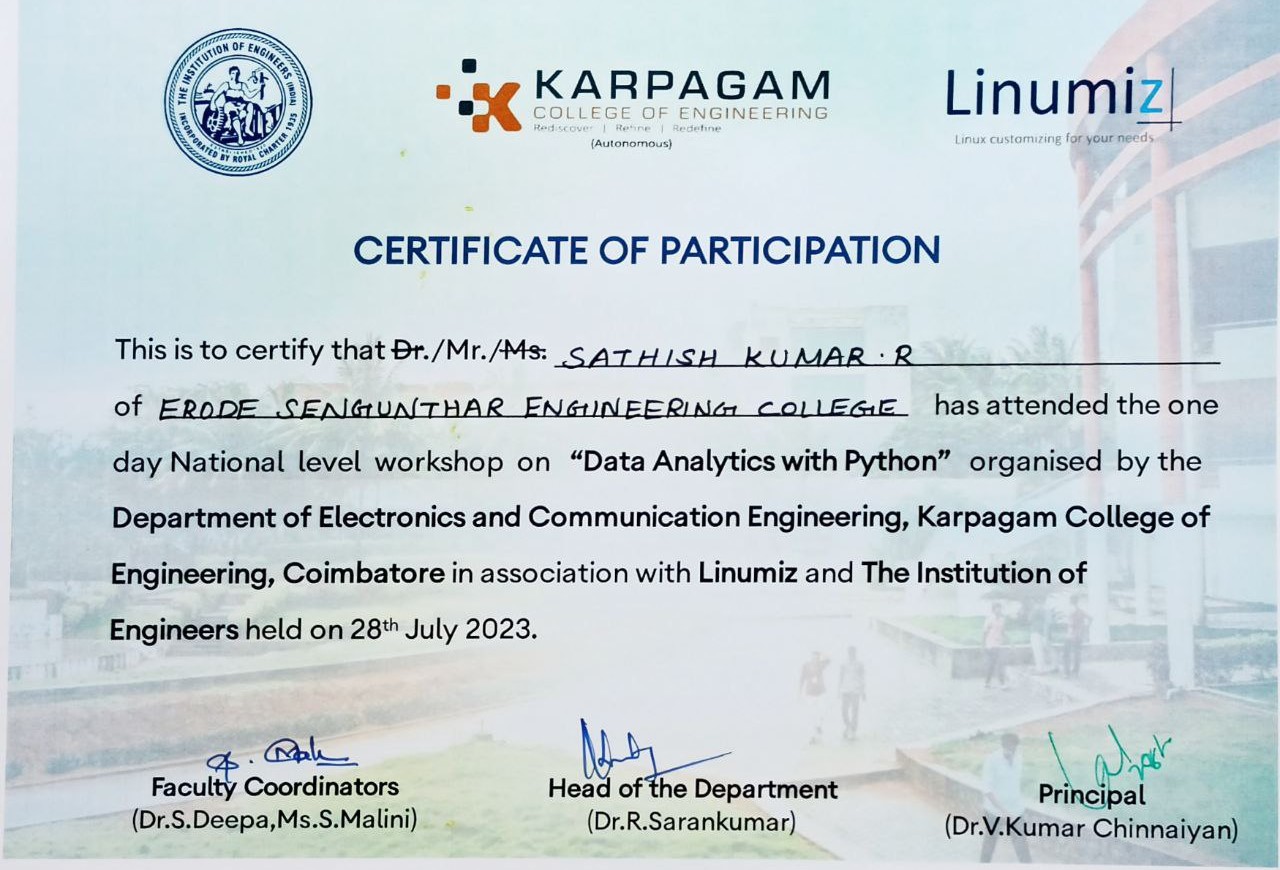 THE INSTITUTION OF ENGINEERS (INDIA)
INCORPORATED BY ROYAL CHARTER 1935
KARPAGAM
COLLEGE OF ENGINEERING
Rediscover | Refine | Redefine
(Autonomous)
Linumiz
Linux customizing for your needs
CERTIFICATE OF PARTICIPATION
This is to certify that Dr./Mr./Ms. SATHISH KUMAR . R
of ERODE SENGUNTHAR ENGINEERING COLLEGE has attended the one
day National level workshop on “Data Analytics with Python” organised by the
Department of Electronics and Communication Engineering, Karpagam College of
Engineering, Coimbatore in association with Linumiz and The Institution of
Engineers held on 28th July 2023.
Faculty Coordinators
(Dr.S.Deepa,Ms.S.Malini)
Head of the Department
(Dr.R.Sarankumar)
Principal
(Dr.V.Kumar Chinnaiyan)